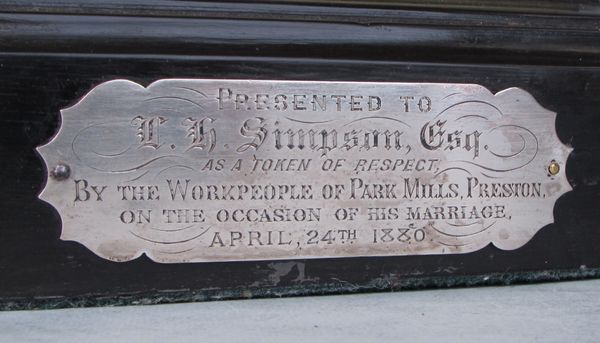 PRESENTED TO
L. H. Simpson, Esq.
AS A TOKEN OF RESPECT,
BY THE WORKPEOPLE OF PARK MILLS, PRESTON,
ON THE OCCASION OF HIS MARRIAGE,
APRIL, 24TH 1880